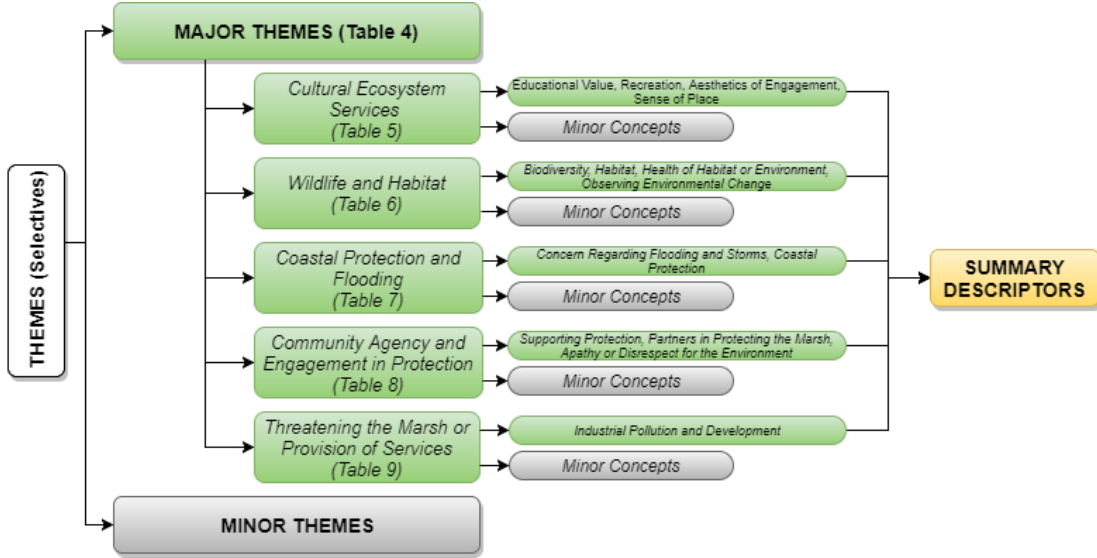 THEMES (Selectives)
MAJOR THEMES (Table 4)
Cultural Ecosystem
Services
(Table 5)
Educational Value, Recreation, Aesthetics of Engagement,
Sense of Place
Minor Concepts
Wildlife and Habitat
(Table 6)
Biodiversity, Habitat, Health of Habitat or Environment,
Observing Environmental Change
Minor Concepts
Coastal Protection and
Flooding
(Table 7)
Concern Regarding Flooding and Storms, Coastal
Protection
Minor Concepts
Community Agency and
Engagement in Protection
(Table 8)
Supporting Protection, Partners in Protecting the Marsh,
Apathy or Disrespect for the Environment
Minor Concepts
Threatening the Marsh or
Provision of Services
(Table 9)
Industrial Pollution and Development
Minor Concepts
MINOR THEMES
SUMMARY
DESCRIPTORS